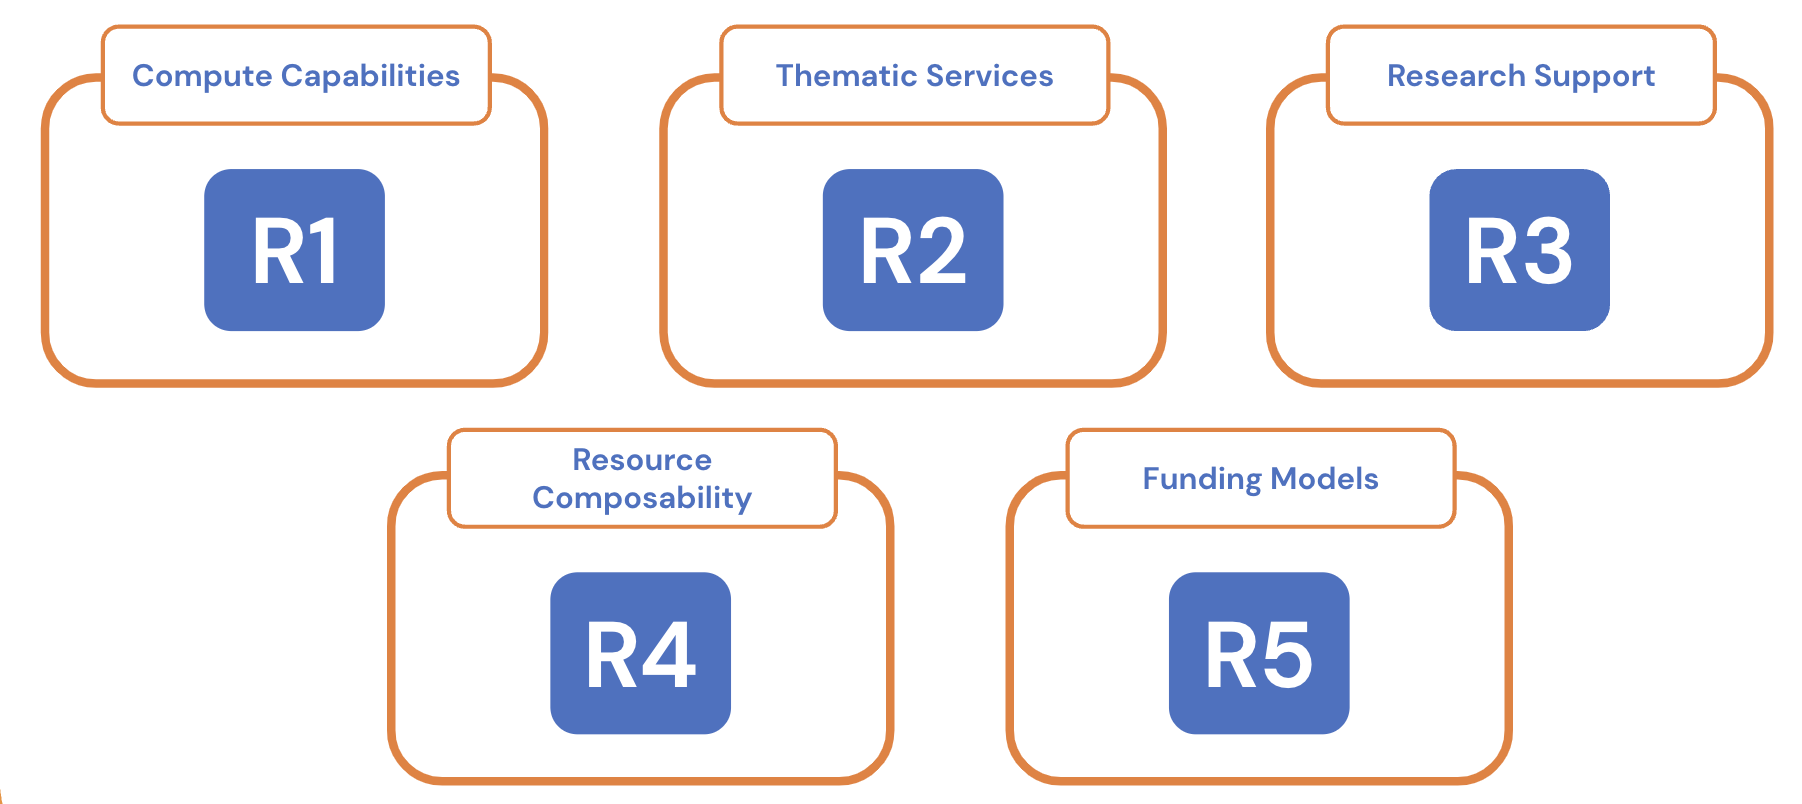 Compute Capabilities
R1
Thematic Services
R2
Research Support
R3
Resource
Composability
R4
Funding Models
R5